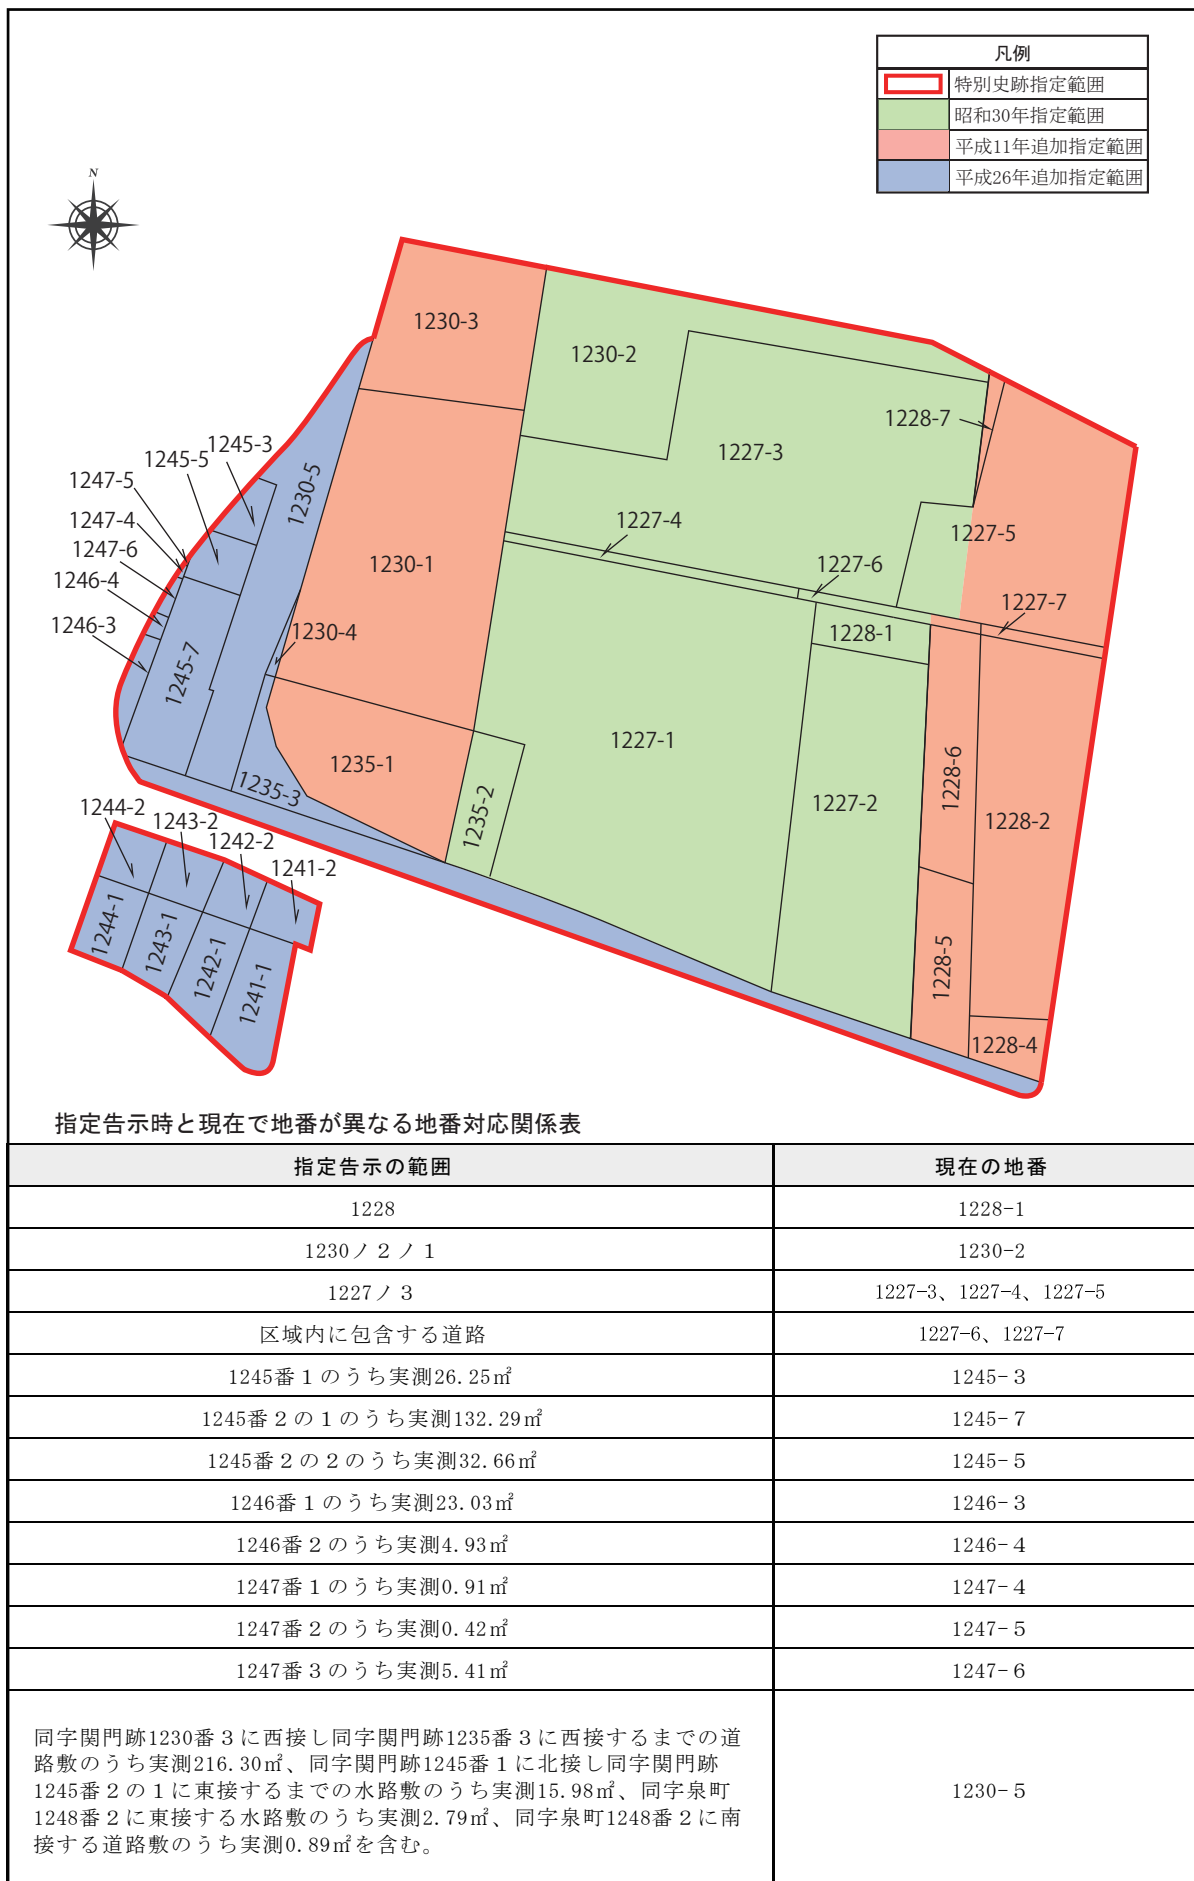 凡例
特別史跡指定範囲
昭和30年指定範囲
平成11年追加指定範囲
平成26年追加指定範囲
N
1230-3
1230-2
1228-7
1227-3
1245-3
1245-5
1230-5
1247-5
1247-4
1227-4
1227-5
1247-6
1230-1
1227-6
1246-4
1227-7
1246-3
1230-4
1228-1
1245-7
1227-1
1235-1
1228-6
1235-3
1235-2
1227-2
1244-2
1243-2
1228-2
1242-2
1241-2
1244-1
1243-1
1242-1
1241-1
1228-5
1228-4
指定告示時と現在で地番が異なる地番対応関係表
指定告示の範囲 現在の地番
1228 1228-1
1230ノ2ノ1 1230-2
1227ノ3 1227-3、1227-4、1227-5
区域内に包含する道路 1227-6、1227-7
1245番1のうち実測26.25㎡ 1245-3
1245番2の1のうち実測132.29㎡ 1245-7
1245番2の2のうち実測32.66㎡ 1245-5
1246番1のうち実測23.03㎡ 1246-3
1246番2のうち実測4.93㎡ 1246-4
1247番1のうち実測0.91㎡ 1247-4
1247番2のうち実測0.42㎡ 1247-5
1247番3のうち実測5.41㎡ 1247-6
同字関門跡1230番3に西接し同字関門跡1235番3に西接するまでの道
路敷のうち実測216.30㎡、同字関門跡1245番1に北接し同字関門跡
1245番2の1に東接するまでの水路敷のうち実測15.98㎡、同字泉町
1248番2に東接する水路敷のうち実測2.79㎡、同字泉町1248番2に南
接する道路敷のうち実測0.89㎡を含む。
1230-5